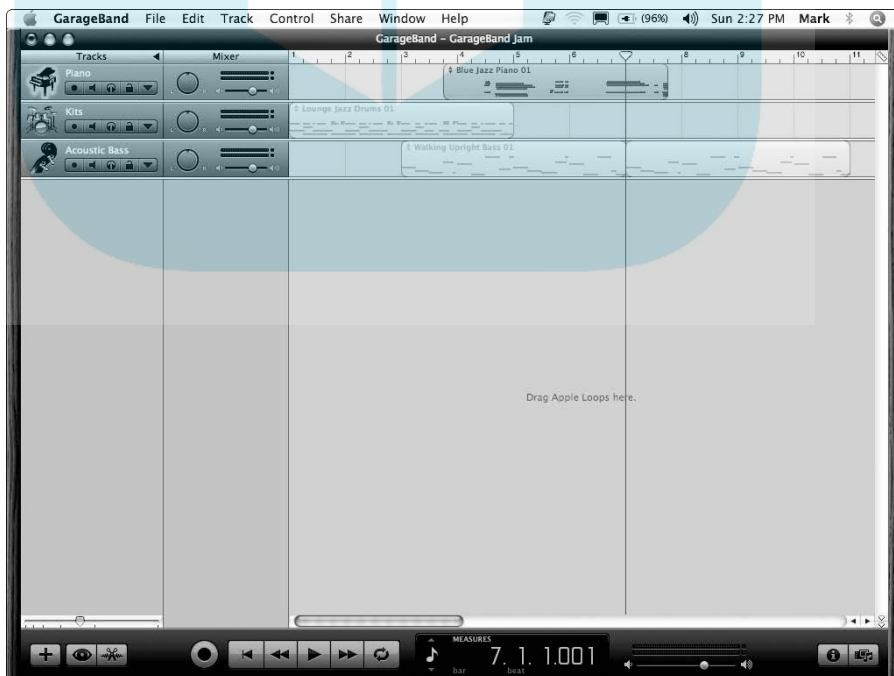 GarageBand File Edit Track Control Share Window Help (96%) Sun 2:27 PM Mark
GarageBand – GarageBand Jam
Tracks Mixer 1 2 3 4 5 6 8 9 10 11
Piano
Blue Jazz Piano 01
Kits
Lounge Jazz Drums 01
Acoustic Bass
Walking Upright Bass 01
Drag Apple Loops here.
MEASURES
7. 1. 1.001
bar beat